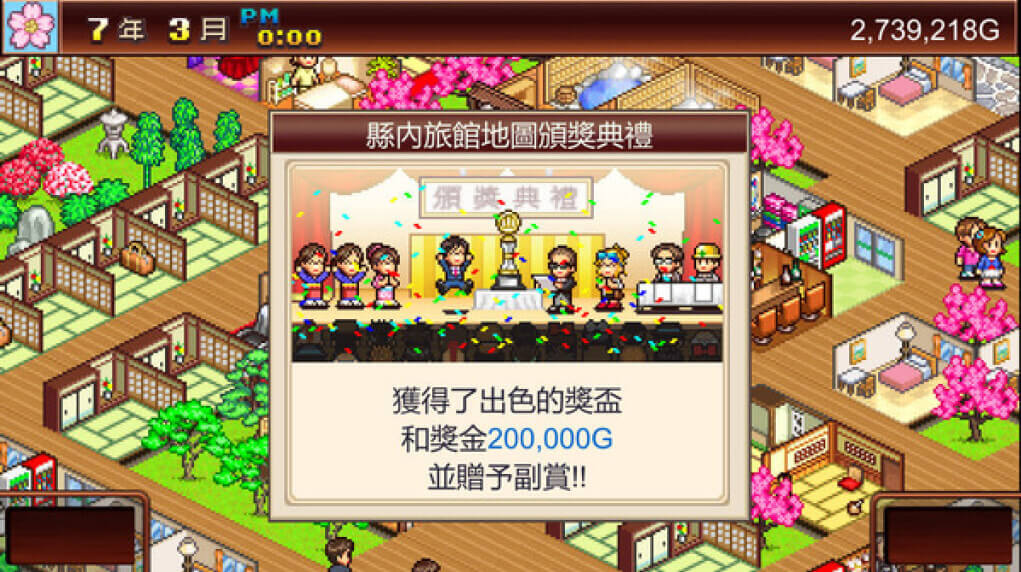 7年 3月 PM 0:00 2,739,218G
縣內旅館地圖頒獎典禮
頒獎典禮
獲得了出色的獎盃
和獎金200,000G
並贈予副賞!!